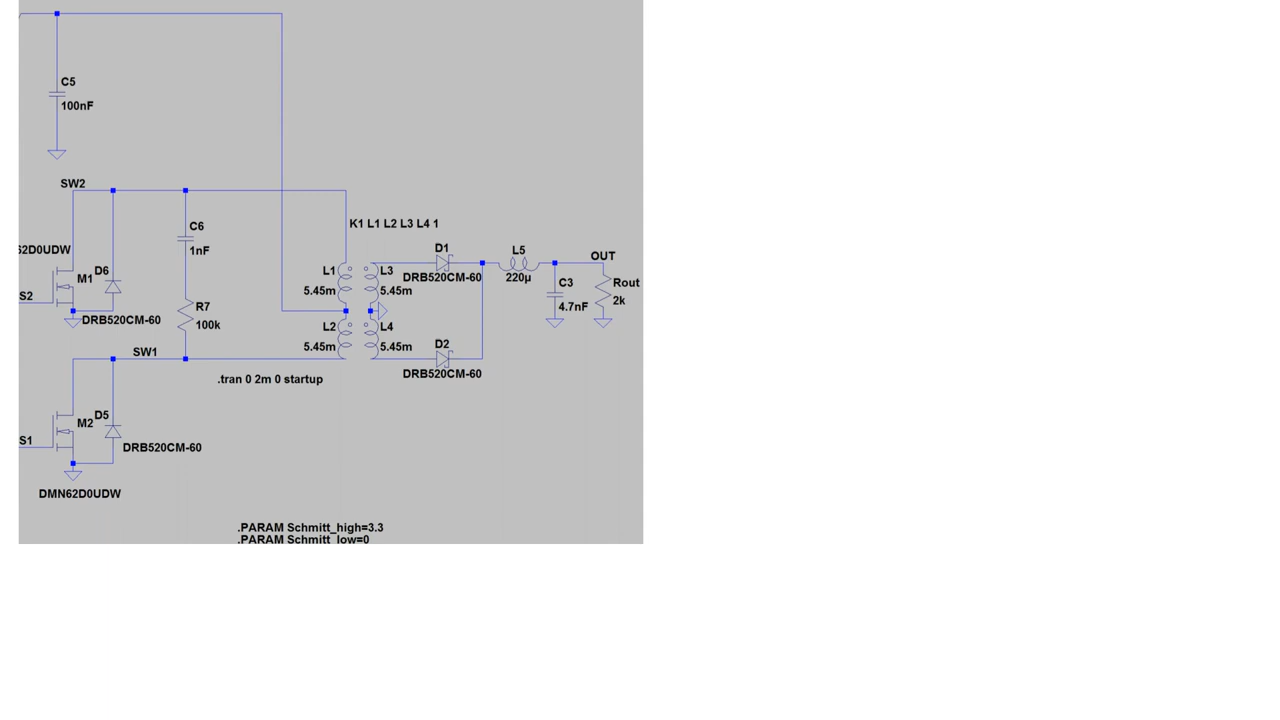 C5
100nF
SW2
K1 L1 L2 L3 L4 1
C6
1nF
D1
L5
OUT
62D0UDW
D6
M1
L1
L3
DRB520CM-60
220µ
C3
Rout
S2
5.45m
5.45m
4.7nF
2k
DRB520CM-60
R7
100k
L2
L4
5.45m
5.45m
D2
SW1
DRB520CM-60
.tran 0 2m 0 startup
D5
M2
S1
DRB520CM-60
DMN62D0UDW
.PARAM Schmitt_high=3.3
.PARAM Schmitt_low=0